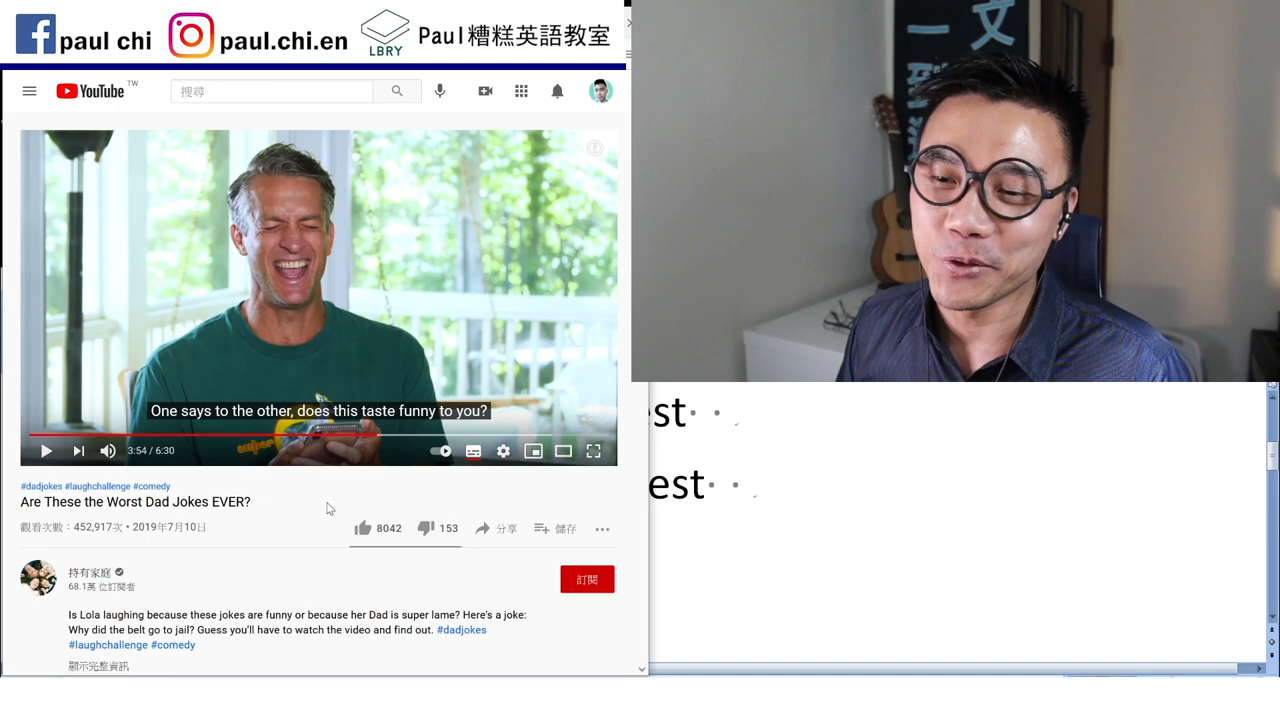 paul chi
paul.chi.en
LBRY
Paul糟糕英語教室
YouTube TW
搜尋
文
一
到
One says to the other, does this taste funny to you?
3:54 / 6:30
#dadjokes #laughchallenge #comedy
Are These the Worst Dad Jokes EVER?
觀看次數：452,917次 • 2019年7月10日
8042
153
分享
儲存
持有家庭
68.1萬 位訂閱者
訂閱
Is Lola laughing because these jokes are funny or because her Dad is super lame? Here's a joke:
Why did the belt go to jail? Guess you'll have to watch the video and find out. #dadjokes
#laughchallenge #comedy
顯示完整資訊
est
est